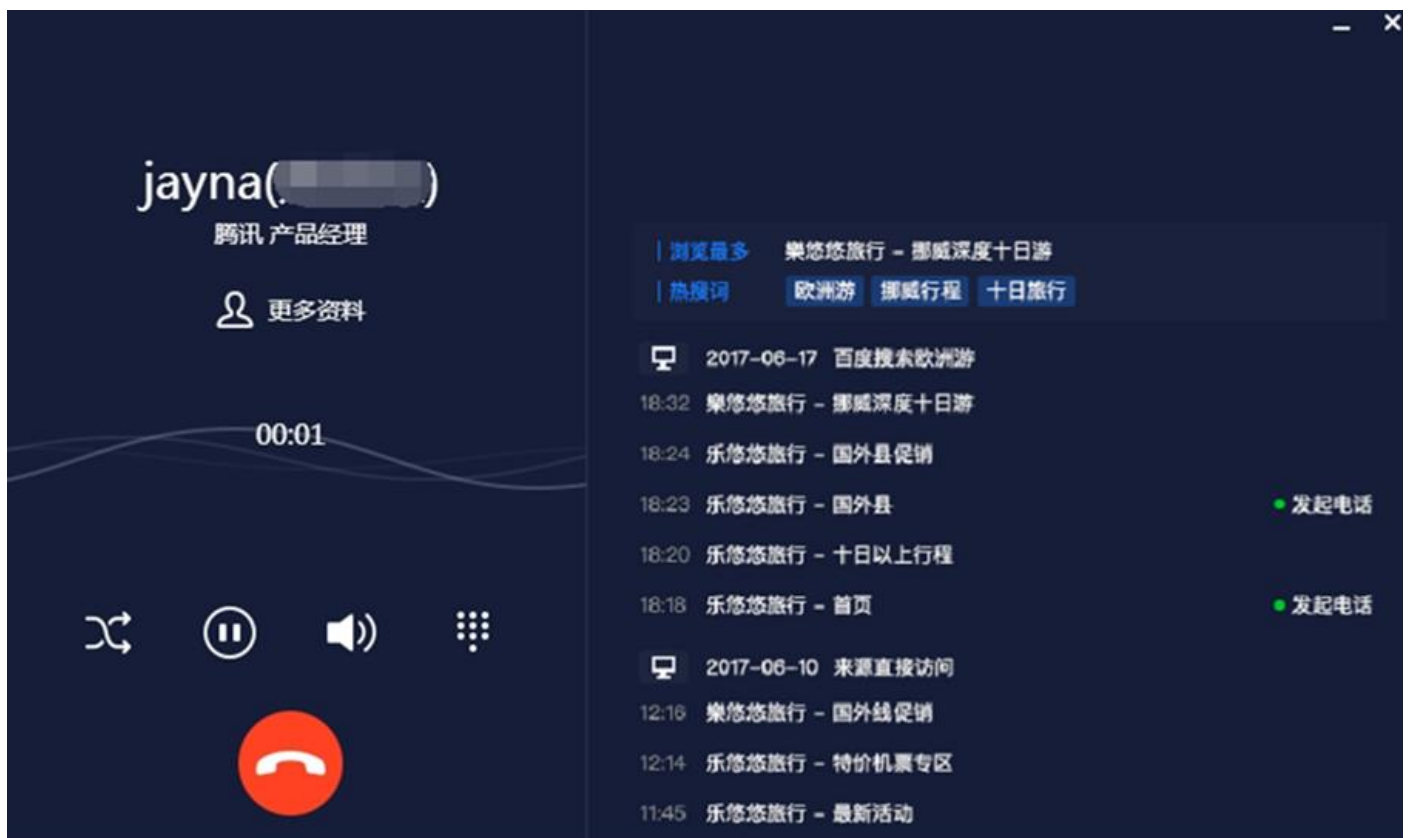 jayna( )
腾讯 产品经理
更多资料
00:01
浏览最多 樂悠悠旅行 - 挪威深度十日游
热搜词 欧洲游 挪威行程 十日旅行
2017-06-17 百度搜索欧洲游
18:32 樂悠悠旅行 - 挪威深度十日游
18:24 乐悠悠旅行 - 国外县促销
18:23 乐悠悠旅行 - 国外县 发起电话
18:20 乐悠悠旅行 - 十日以上行程
18:18 乐悠悠旅行 - 首页 发起电话
2017-06-10 来源直接访问
12:16 樂悠悠旅行 - 国外线促销
12:14 乐悠悠旅行 - 特价机票专区
11:45 乐悠悠旅行 - 最新活动